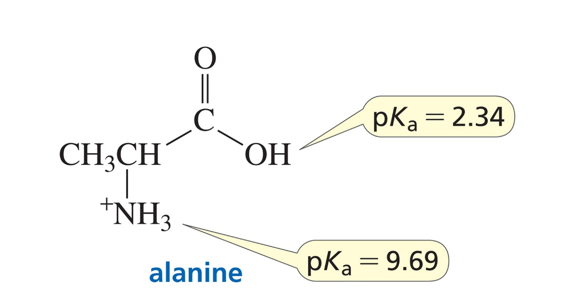 O
C
CH₃CH
OH
pKₐ = 2.34
⁺NH₃
pKₐ = 9.69
alanine